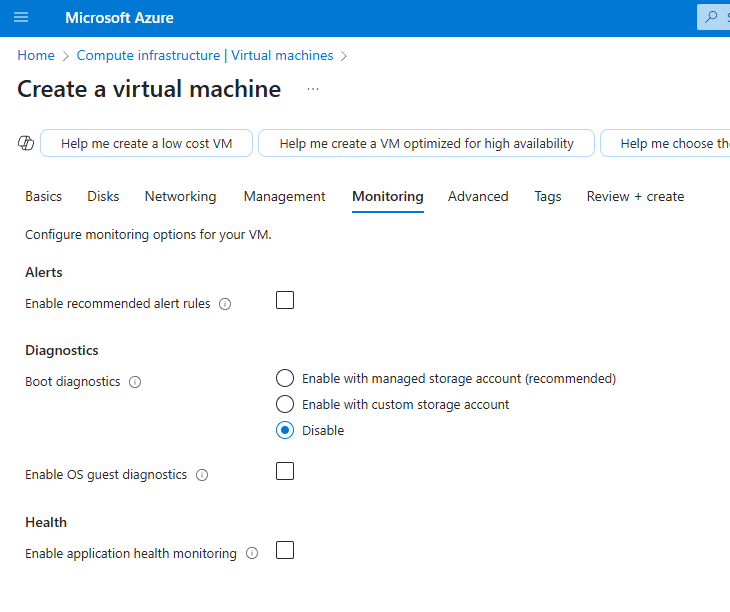 Microsoft Azure
Home > Compute infrastructure | Virtual machines >
Create a virtual machine ...
Help me create a low cost VM Help me create a VM optimized for high availability Help me choose the
Basics Disks Networking Management Monitoring Advanced Tags Review + create
Configure monitoring options for your VM.
Alerts
Enable recommended alert rules
Diagnostics
Boot diagnostics
Enable with managed storage account (recommended)
Enable with custom storage account
Disable
Enable OS guest diagnostics
Health
Enable application health monitoring